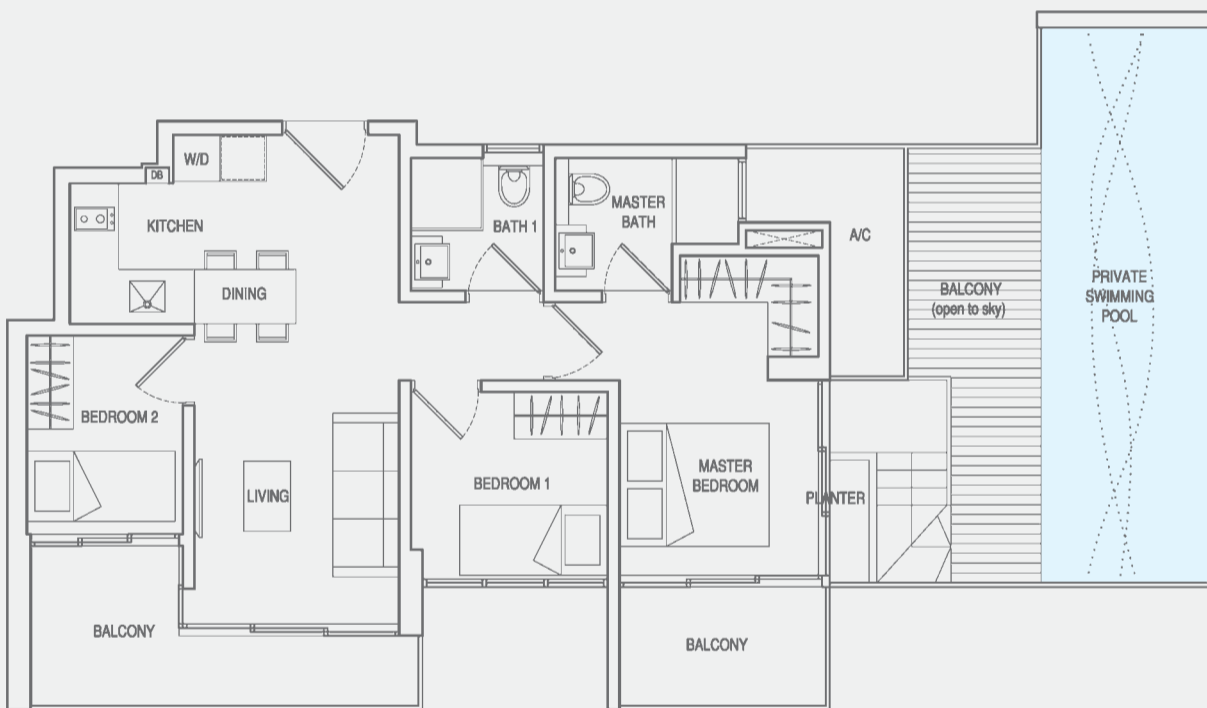 W/D
DB
KITCHEN
DINING
BATH 1
MASTER
BATH
A/C
BALCONY
(open to sky)
PRIVATE
SWIMMING
POOL
BEDROOM 2
LIVING
BEDROOM 1
MASTER
BEDROOM
PLANTER
BALCONY
BALCONY